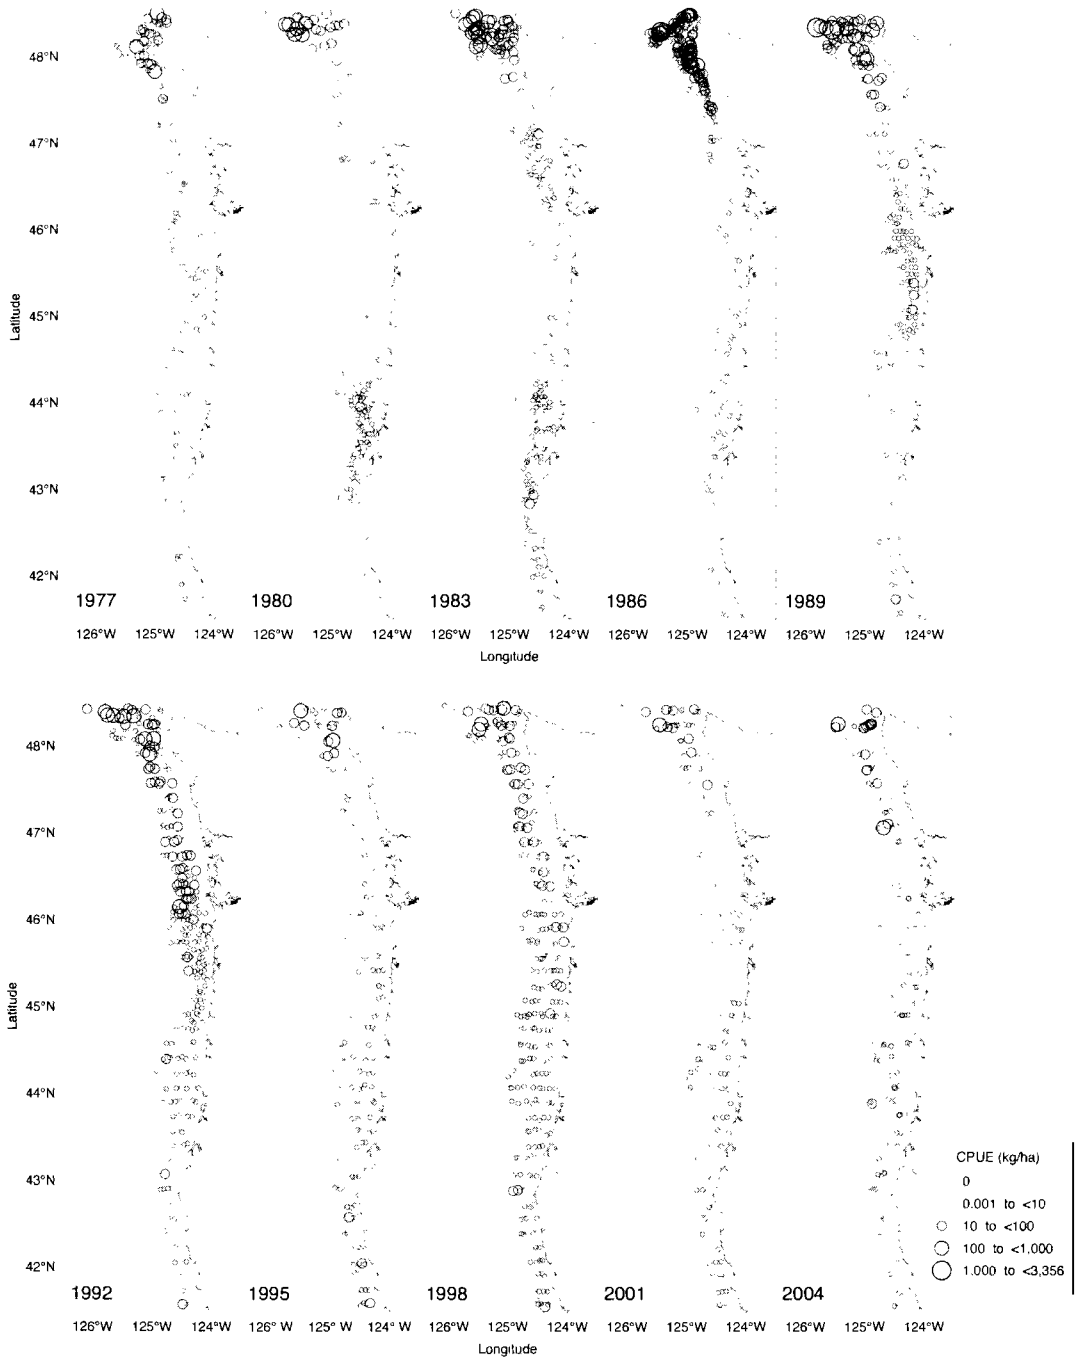 48°N
47°N
46°N
45°N
44°N
43°N
42°N
Latitude
1977 1980 1983 1986 1989
126°W 125°W 124°W 126°W 125°W 124°W 126°W 125°W 124°W 126°W 125°W 124°W 126°W 125°W 124°W
Longitude
48°N
47°N
46°N
45°N
44°N
43°N
42°N
Latitude
CPUE (kg/ha)
0
0.001 to <10
10 to <100
100 to <1,000
1.000 to <3,356
1992 1995 1998 2001 2004
126°W 125°W 124°W 126°W 125°W 124°W 126°W 125°W 124°W 126°W 125°W 124°W 126°W 125°W 124°W
Longitude